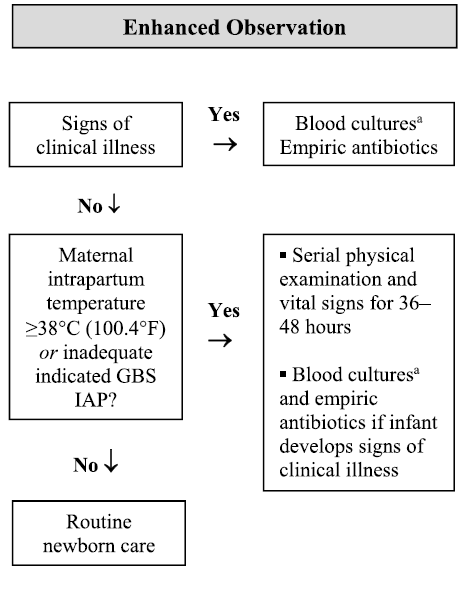 Enhanced Observation
Signs of
clinical illness
Yes
→
Blood culturesᵃ
Empiric antibiotics
No ↓
Maternal
intrapartum
temperature
≥38°C (100.4°F)
or inadequate
indicated GBS
IAP?
Yes
→
▪ Serial physical
examination and
vital signs for 36–
48 hours
▪ Blood culturesᵃ
and empiric
antibiotics if infant
develops signs of
clinical illness
No ↓
Routine
newborn care